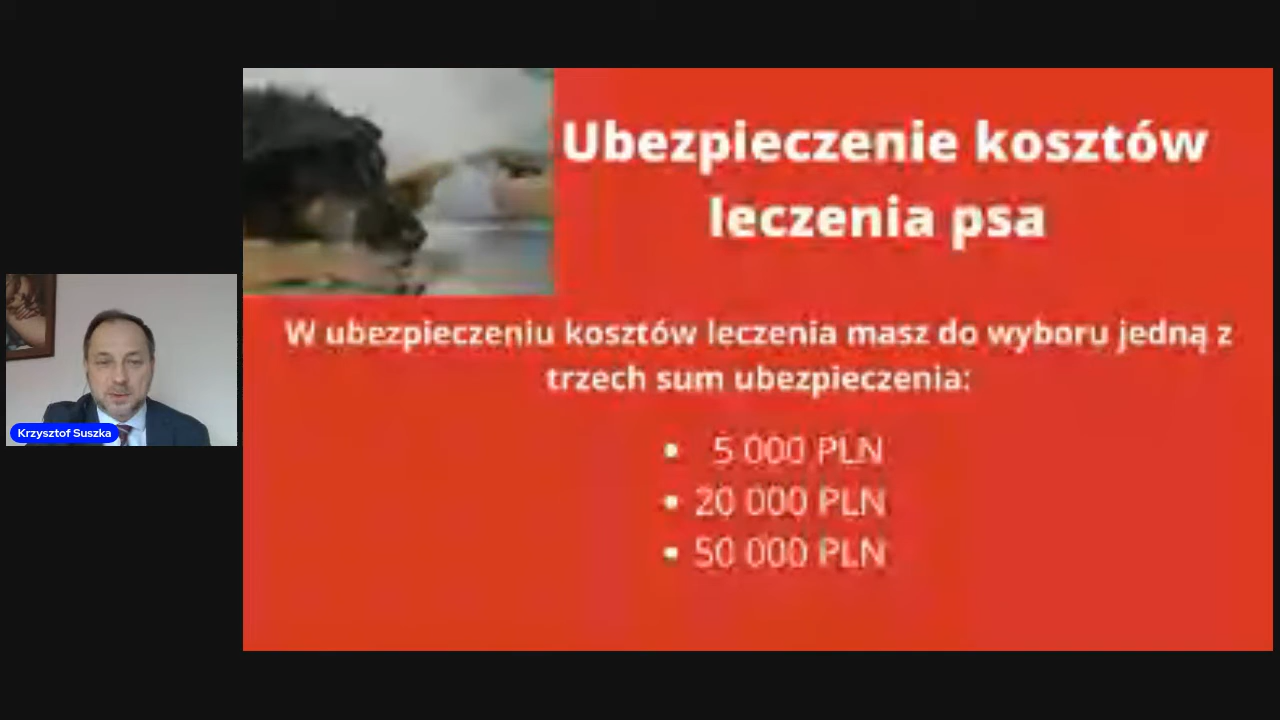 Ubezpieczenie kosztów
leczenia psa
W ubezpieczeniu kosztów leczenia masz do wyboru jedną z
trzech sum ubezpieczenia:
• 5 000 PLN
• 20 000 PLN
• 50 000 PLN
Krzysztof Suszka